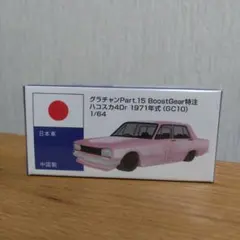 グラチャンPart.15 BoostGear特注
ハコスカ4Dr 1971年式 (GC10)
1/64
日本車
中国製